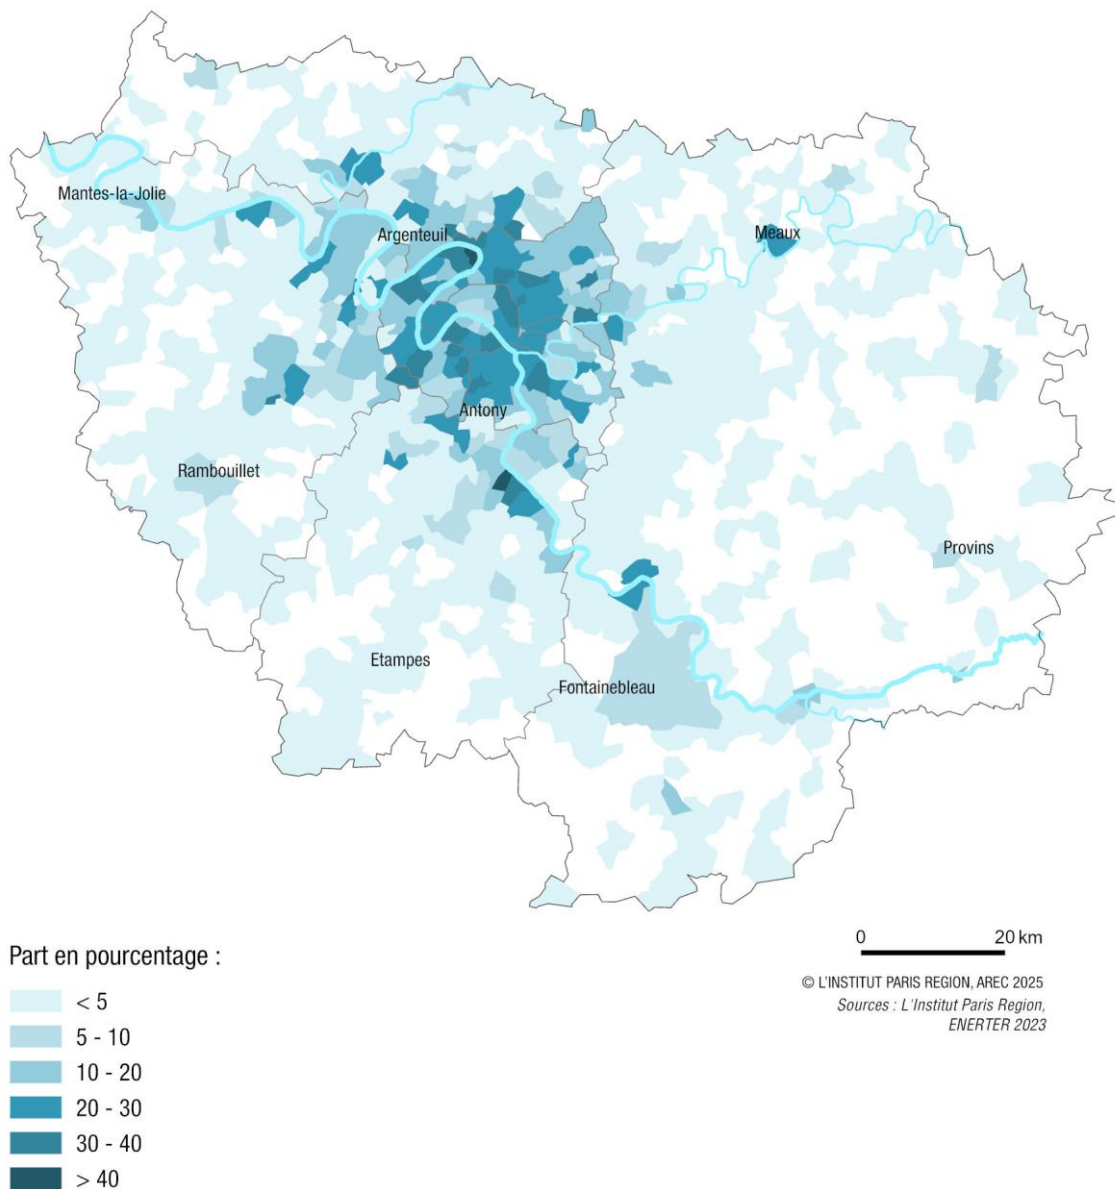 Mantes-la-Jolie
Argenteuil
Meaux
Antony
Rambouillet
Provins
Etampes
Fontainebleau
Part en pourcentage :
< 5
5 - 10
10 - 20
20 - 30
30 - 40
> 40
0 20 km
© L'INSTITUT PARIS REGION, AREC 2025
Sources : L'Institut Paris Region,
ENERTER 2023